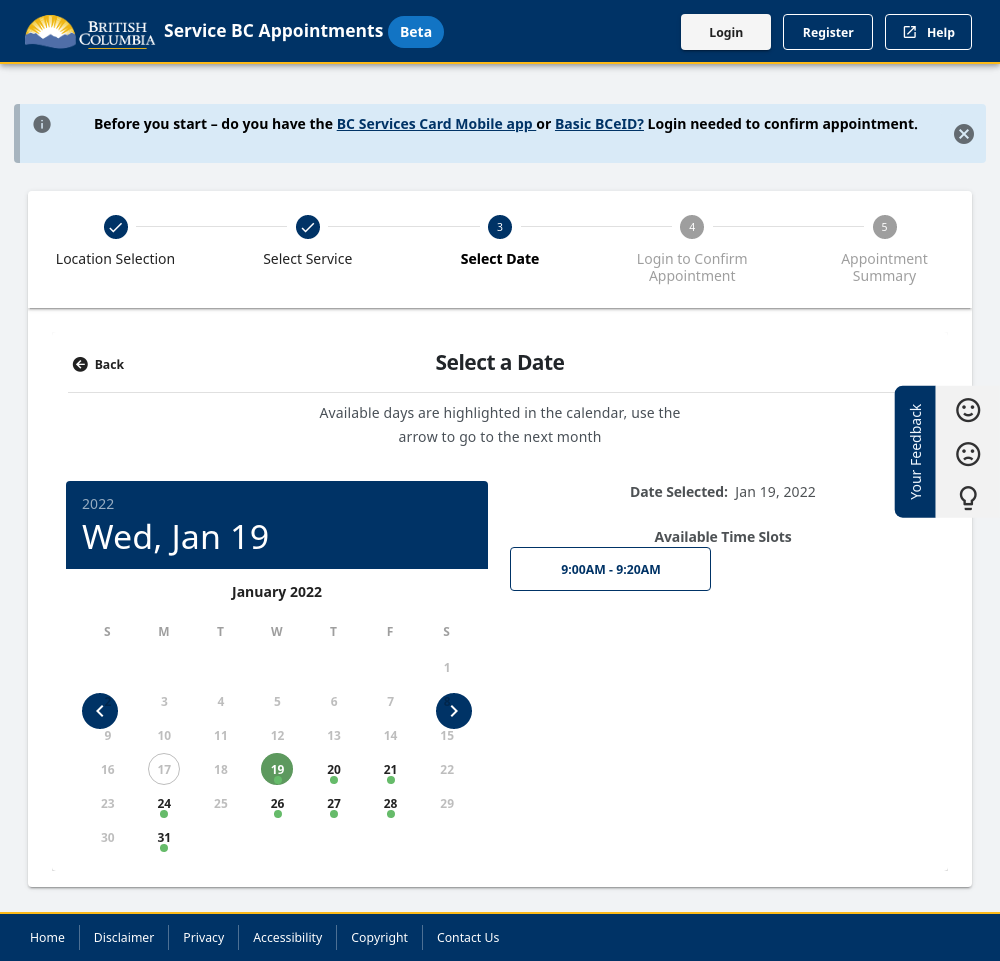 BRITISH
COLUMBIA
Service BC Appointments Beta
Login Register Help
Before you start – do you have the BC Services Card Mobile app or Basic BCeID? Login needed to confirm appointment.
3 4 5
Location Selection Select Service Select Date Login to Confirm Appointment Appointment Summary
Back
Select a Date
Available days are highlighted in the calendar, use the
arrow to go to the next month
Your Feedback
2022
Wed, Jan 19
January 2022
S M T W T F S
1
3 4 5 6 7
9 10 11 12 13 14 15
16 17 18 19 20 21 22
23 24 25 26 27 28 29
30 31
Date Selected: Jan 19, 2022
Available Time Slots
9:00AM - 9:20AM
Home Disclaimer Privacy Accessibility Copyright Contact Us